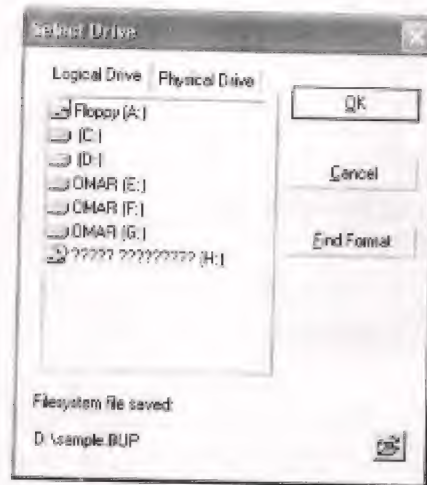 Select Drive
Logical Drive
Physical Drive
Floppy (A:)
(C:)
(D:)
OMAR (E:)
OMAR (F:)
OMAR (G:)
????? ????????? (H:)
OK
Cancel
Find Format
Filesystem file saved:
D:\sample.BUP